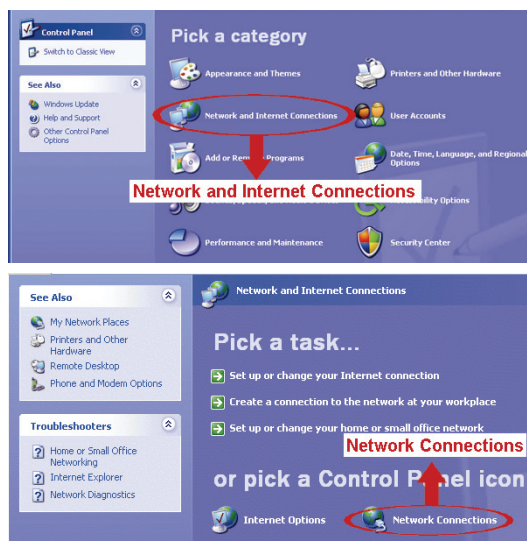 Control Panel
Switch to Classic View
See Also
Windows Update
Help and Support
Other Control Panel
Options
Pick a category
Appearance and Themes
Printers and Other Hardware
Network and Internet Connections
User Accounts
Add or Remove Programs
Date, Time, Language, and Regional
Options
Network and Internet Connections
Options
Performance and Maintenance
Security Center
See Also
My Network Places
Printers and Other
Hardware
Remote Desktop
Phone and Modem Options
Troubleshooters
Home or Small Office
Networking
Internet Explorer
Network Diagnostics
Network and Internet Connections
Pick a task...
Set up or change your Internet connection
Create a connection to the network at your workplace
Set up or change your home or small office network
Network Connections
or pick a Control Panel icon
Internet Options
Network Connections